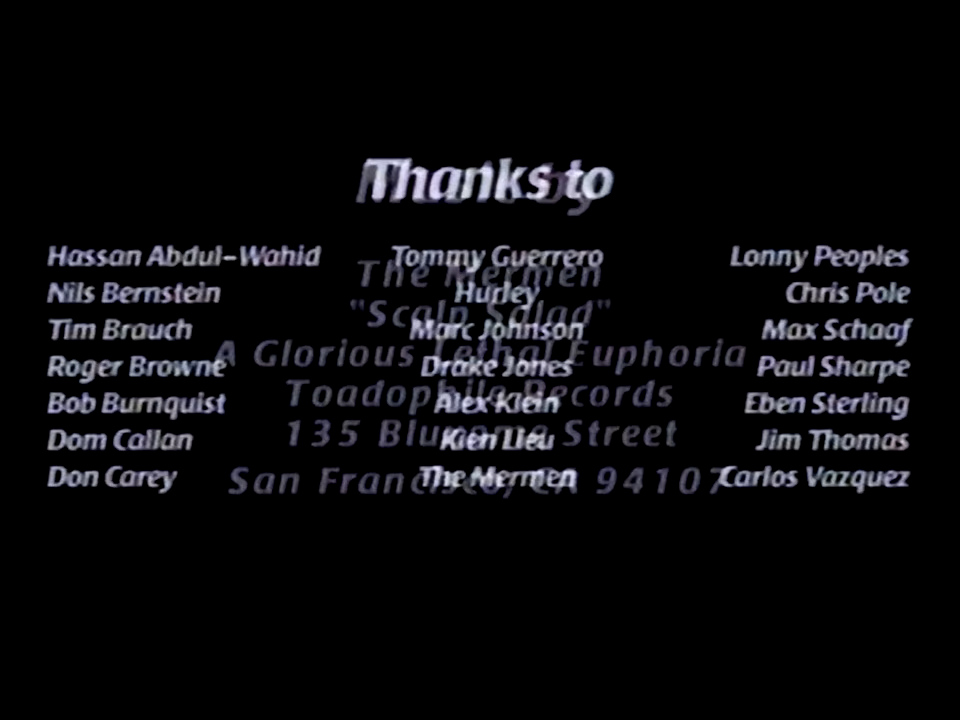 Thanks to
Hassan Abdul-Wahid Tommy Guerrero Lonny Peoples
Nils Bernstein Hurley Chris Pole
Tim Brauch Marc Johnson Max Schaaf
Roger Browne Drake Jones Paul Sharpe
Bob Burnquist Alex Klein Eben Sterling
Dom Callan Kien Lieu Jim Thomas
Don Carey The Mermen Carlos Vazquez
The Mermen
"Scalp Salad"
A Glorious Lethal Euphoria
Toadophile Records
135 Street
San Francisco, CA 94107